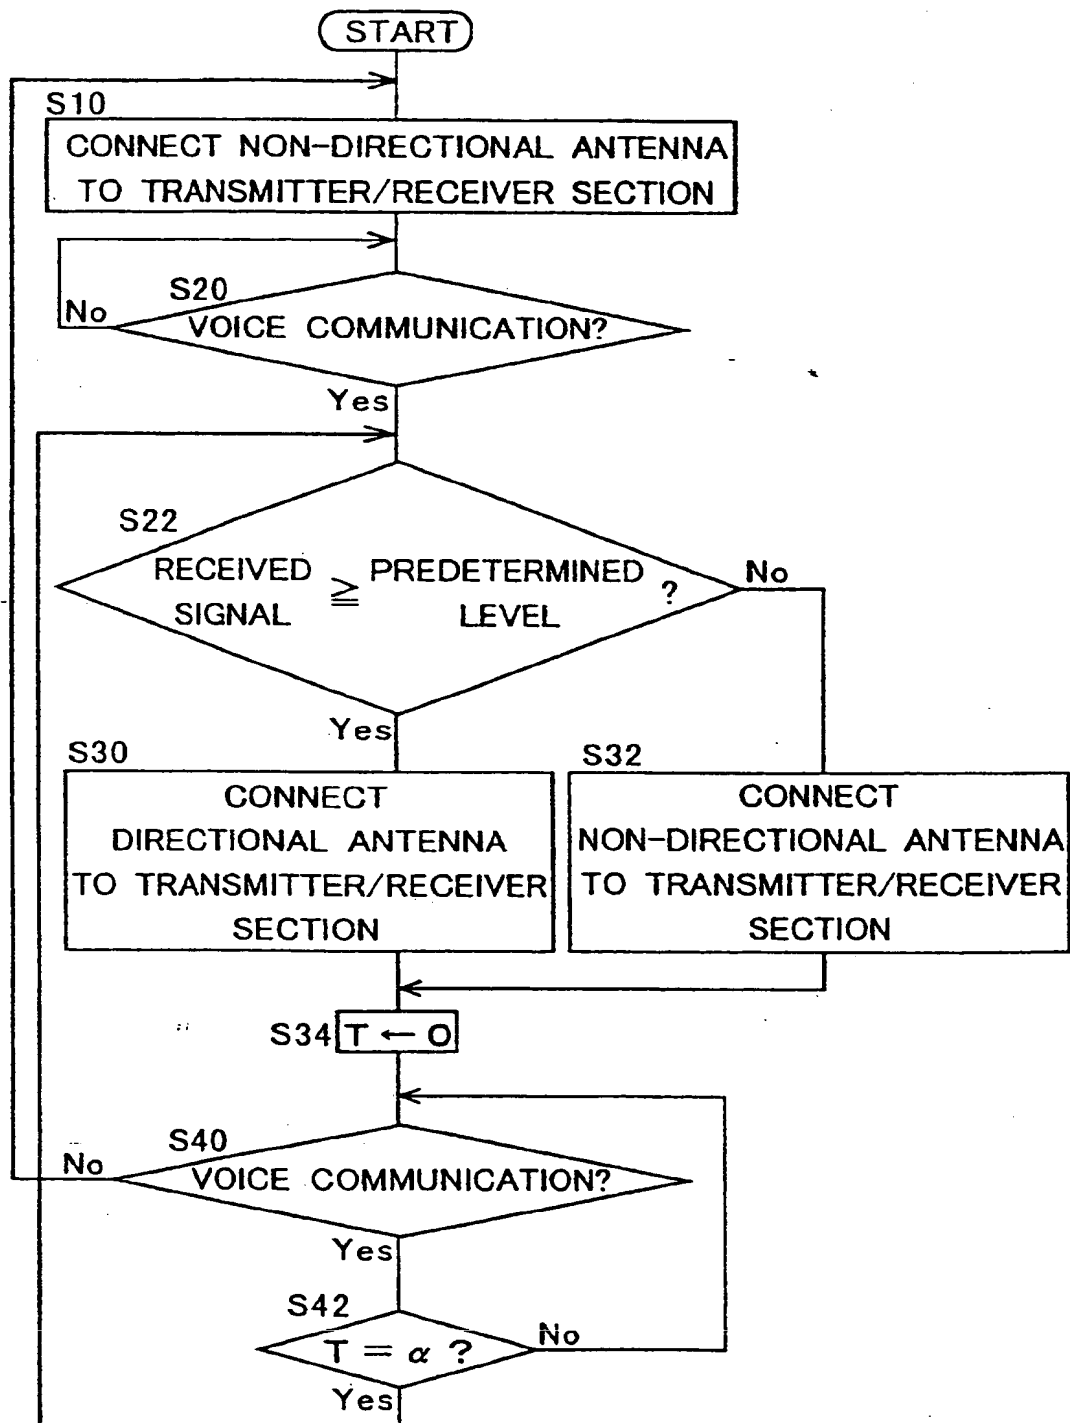 START
S10
CONNECT NON-DIRECTIONAL ANTENNA
TO TRANSMITTER/RECEIVER SECTION
S20
No
VOICE COMMUNICATION?
Yes
S22
RECEIVED
SIGNAL
≧
PREDETERMINED
LEVEL
?
No
Yes
S30
CONNECT
DIRECTIONAL ANTENNA
TO TRANSMITTER/RECEIVER
SECTION
S32
CONNECT
NON-DIRECTIONAL ANTENNA
TO TRANSMITTER/RECEIVER
SECTION
S34
T ← 0
S40
No
VOICE COMMUNICATION?
Yes
S42
T = α ?
No
Yes